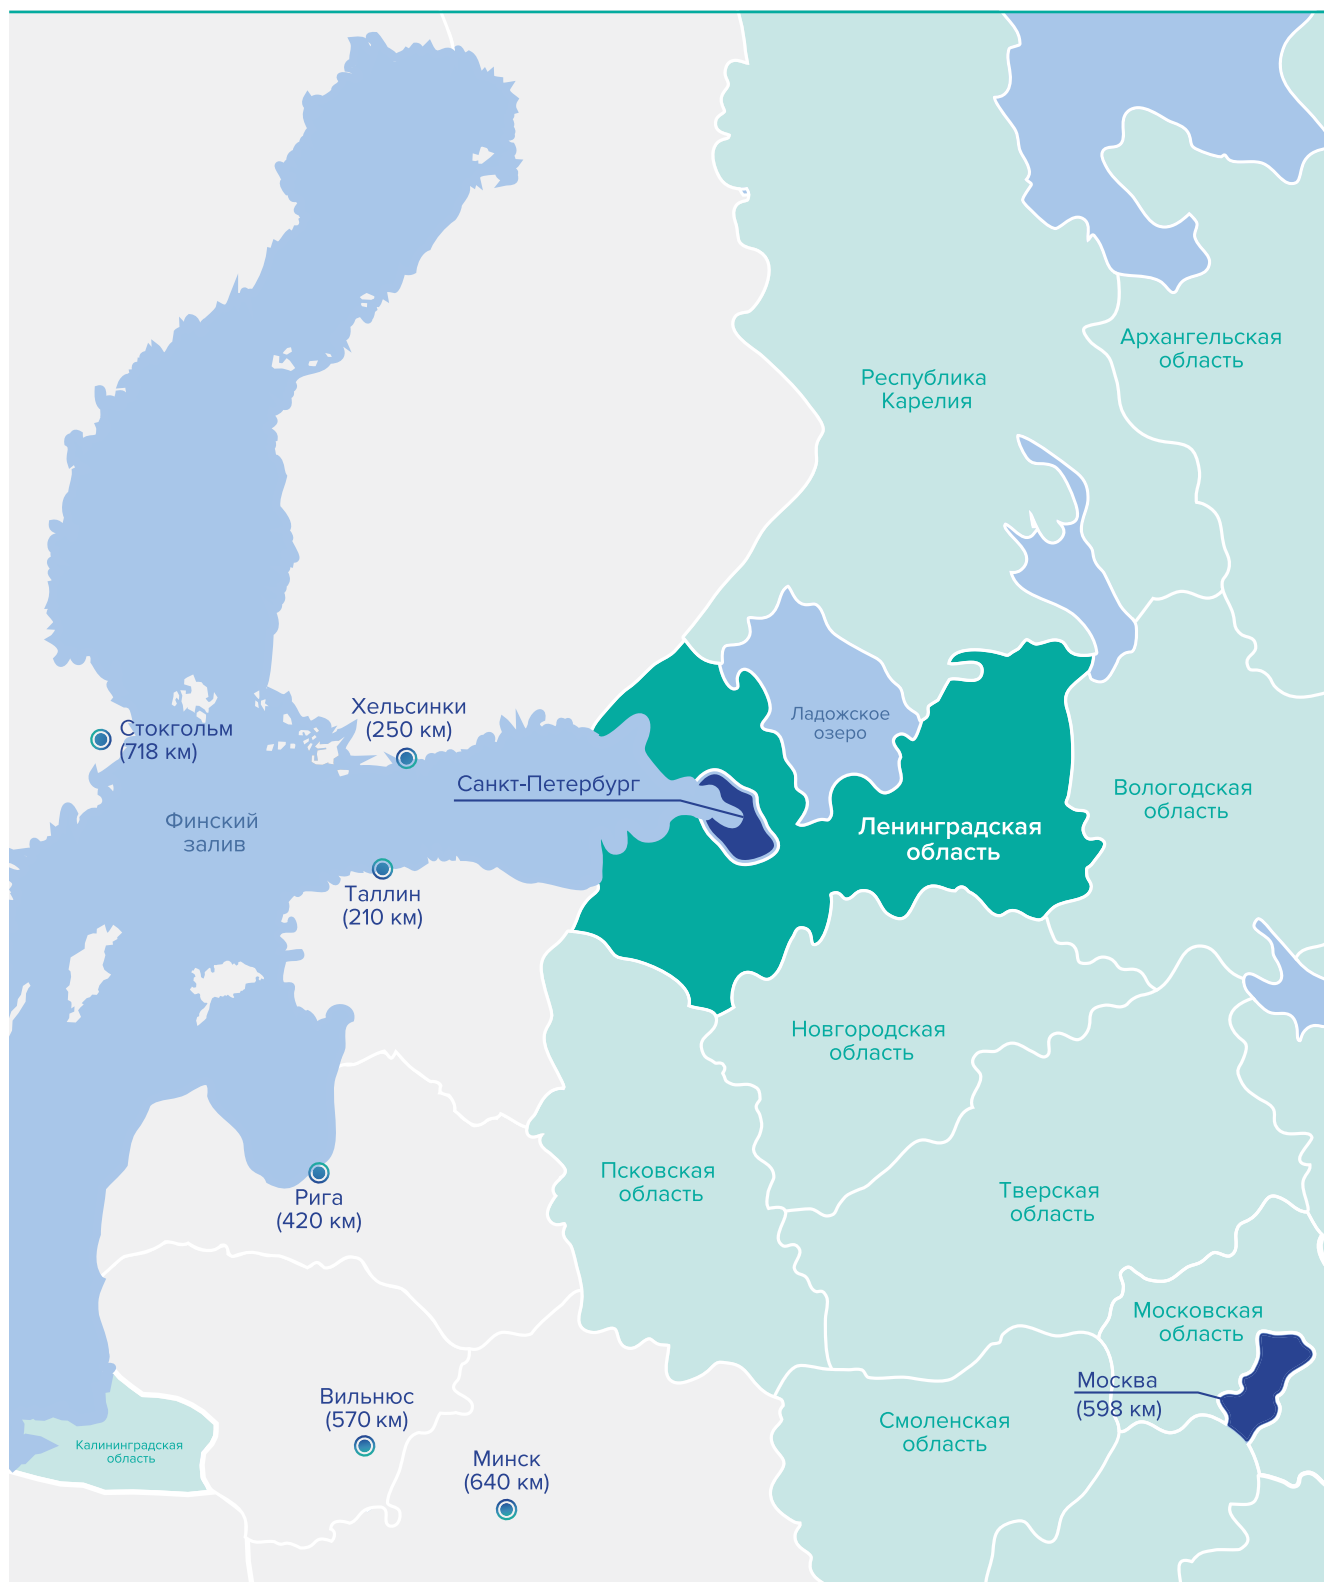 Архангельская
область
Республика
Карелия
Хельсинки
(250 км)
Стокгольм
(718 км)
Ладожское
озеро
Санкт-Петербург
Финский
залив
Вологодская
область
Ленинградская
область
Таллин
(210 км)
Новгородская
область
Псковская
область
Рига
(420 км)
Тверская
область
Московская
область
Москва
(598 км)
Вильнюс
(570 км)
Смоленская
область
Калининградская
область
Минск
(640 км)